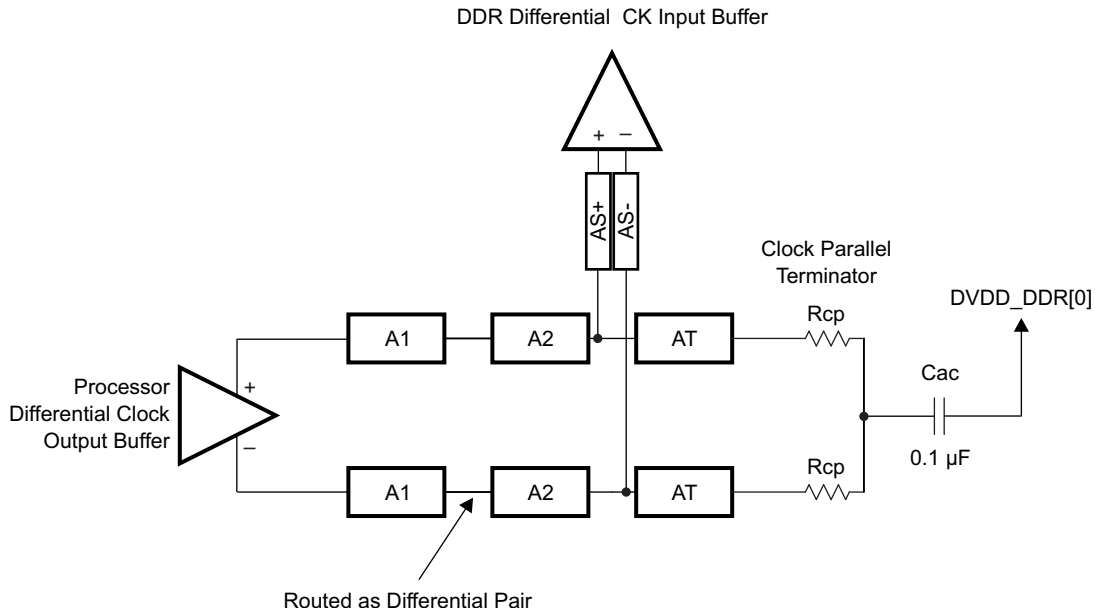 DDR Differential CK Input Buffer
+ −
AS+
AS-
Clock Parallel
Terminator
DVDD_DDR[0]
Rcp
A1
A2
AT
Cac
Processor
Differential Clock
Output Buffer
+
−
0.1 µF
Rcp
A1
A2
AT
Routed as Differential Pair